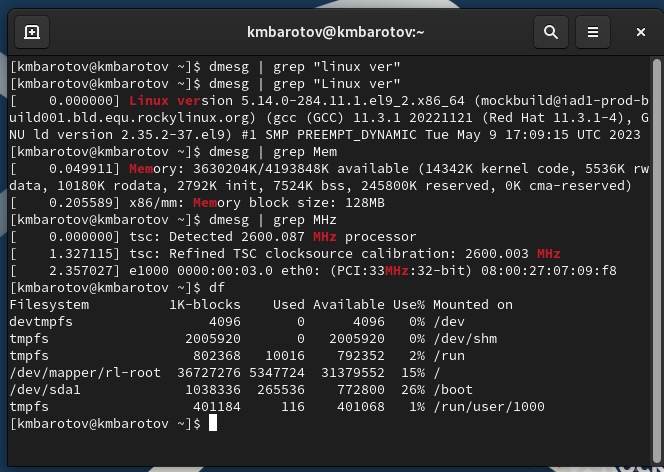 kmbarotov@kmbarotov:~
[kmbarotov@kmbarotov ~]$ dmesg | grep "linux ver"
[kmbarotov@kmbarotov ~]$ dmesg | grep "Linux ver"
[    0.000000] Linux version 5.14.0-284.11.1.el9_2.x86_64 (mockbuild@iad1-prod-b
uild001.bld.equ.rockylinux.org) (gcc (GCC) 11.3.1 20221121 (Red Hat 11.3.1-4), G
NU ld version 2.35.2-37.el9) #1 SMP PREEMPT_DYNAMIC Tue May 9 17:09:15 UTC 2023
[kmbarotov@kmbarotov ~]$ dmesg | grep Mem
[    0.049911] Memory: 3630204K/4193848K available (14342K kernel code, 5536K rw
data, 10180K rodata, 2792K init, 7524K bss, 245800K reserved, 0K cma-reserved)
[    0.205589] x86/mm: Memory block size: 128MB
[kmbarotov@kmbarotov ~]$ dmesg | grep MHz
[    0.000000] tsc: Detected 2600.087 MHz processor
[    1.327115] tsc: Refined TSC clocksource calibration: 2600.003 MHz
[    2.357027] e1000 0000:00:03.0 eth0: (PCI:33MHz:32-bit) 08:00:27:07:09:f8
[kmbarotov@kmbarotov ~]$ df
Filesystem          1K-blocks    Used Available Use% Mounted on
devtmpfs                 4096       0      4096   0% /dev
tmpfs                 2005920       0   2005920   0% /dev/shm
tmpfs                  802368   10016    792352   2% /run
/dev/mapper/rl-root  36727276 5347724  31379552  15% /
/dev/sda1             1038336  265536    772800  26% /boot
tmpfs                  401184     116    401068   1% /run/user/1000
[kmbarotov@kmbarotov ~]$